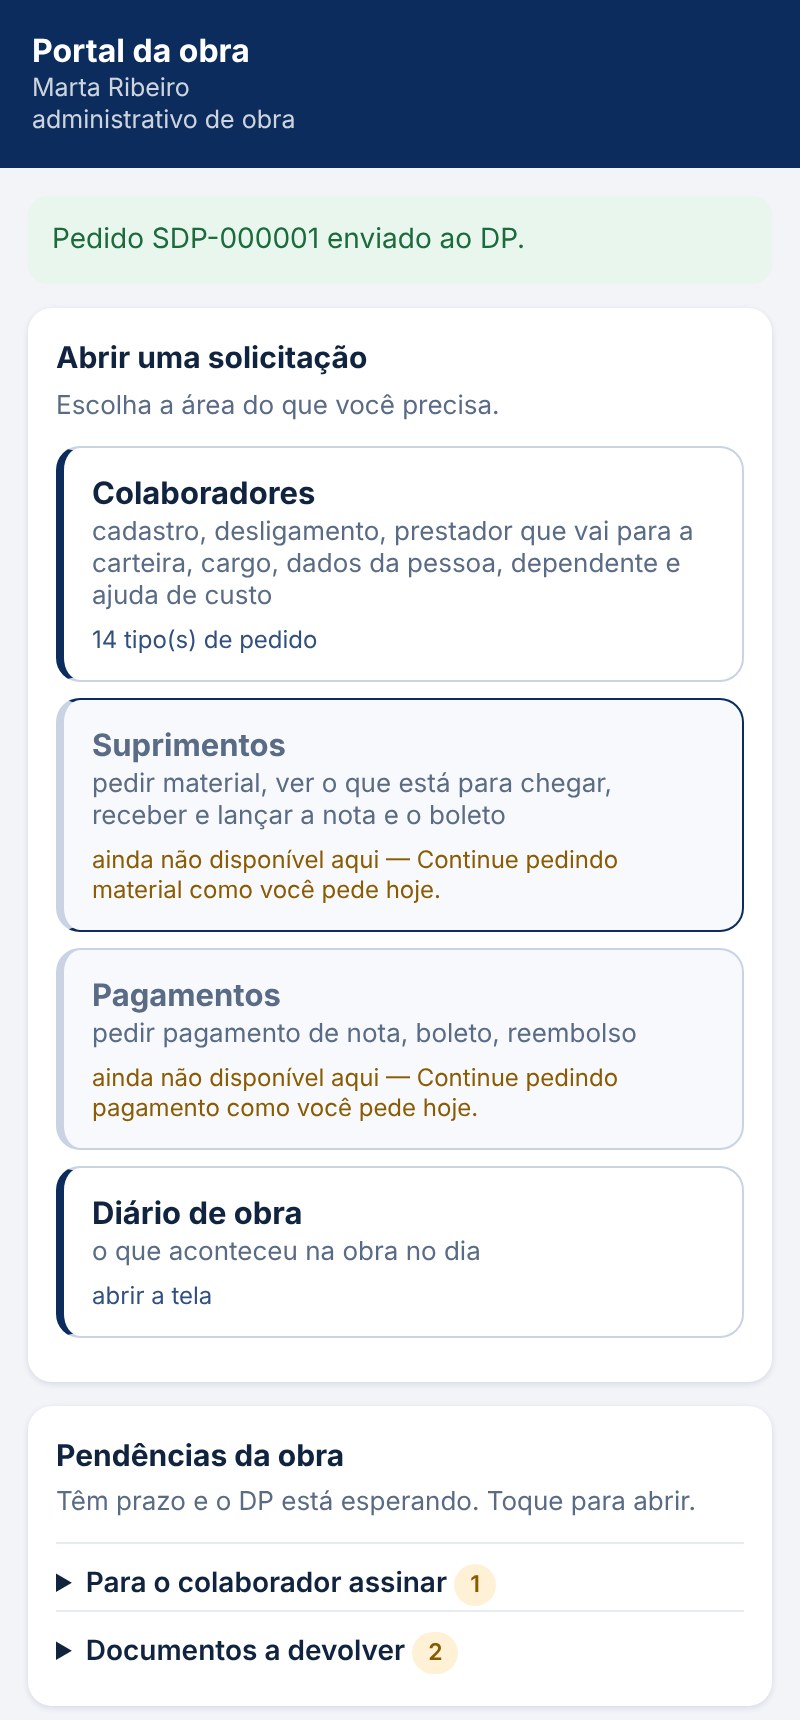 Portal da obra
Marta Ribeiro
administrativo de obra
Pedido SDP-000001 enviado ao DP.
Abrir uma solicitação
Escolha a área do que você precisa.
Colaboradores
cadastro, desligamento, prestador que vai para a
carteira, cargo, dados da pessoa, dependente e
ajuda de custo
14 tipo(s) de pedido
Suprimentos
pedir material, ver o que está para chegar,
receber e lançar a nota e o boleto
ainda não disponível aqui — Continue pedindo
material como você pede hoje.
Pagamentos
pedir pagamento de nota, boleto, reembolso
ainda não disponível aqui — Continue pedindo
pagamento como você pede hoje.
Diário de obra
o que aconteceu na obra no dia
abrir a tela
Pendências da obra
Têm prazo e o DP está esperando. Toque para abrir.
Para o colaborador assinar 1
Documentos a devolver 2